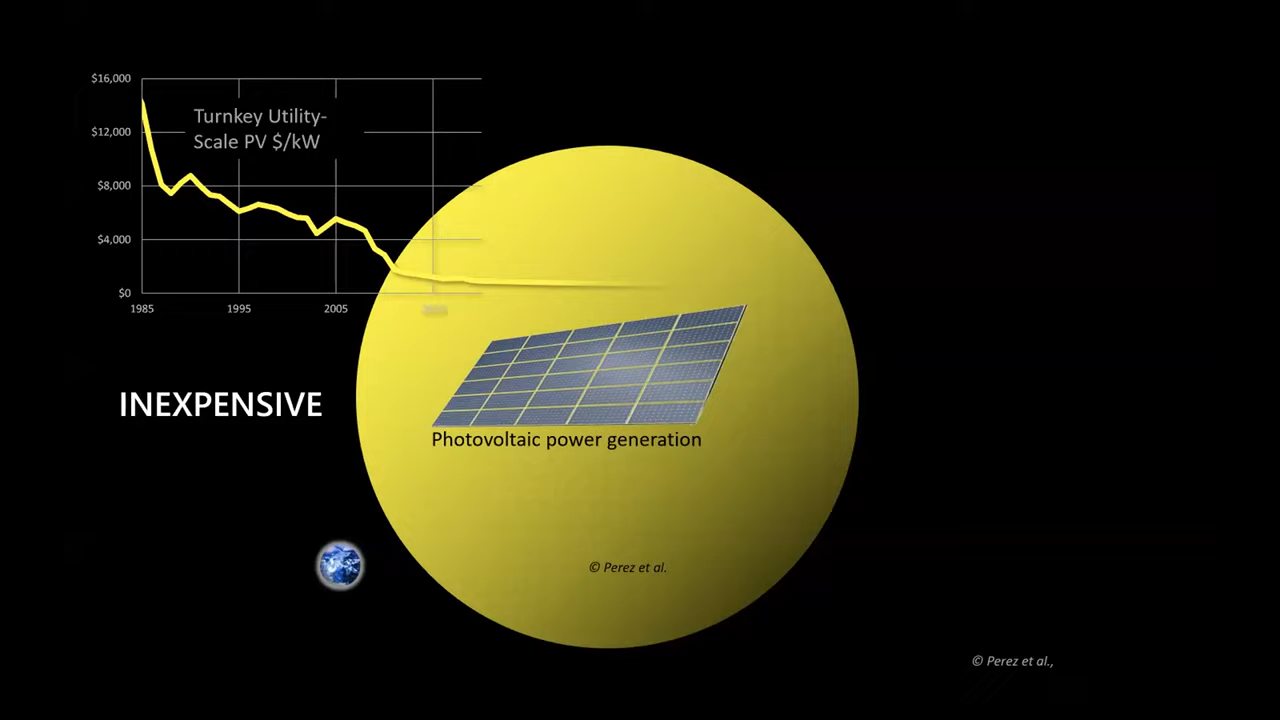 $16,000
Turnkey Utility-
$12,000
Scale PV $/kW
$8,000
$4,000
$0
1985
1995
2005
INEXPENSIVE
Photovoltaic power generation
© Perez et al.
© Perez et al.,